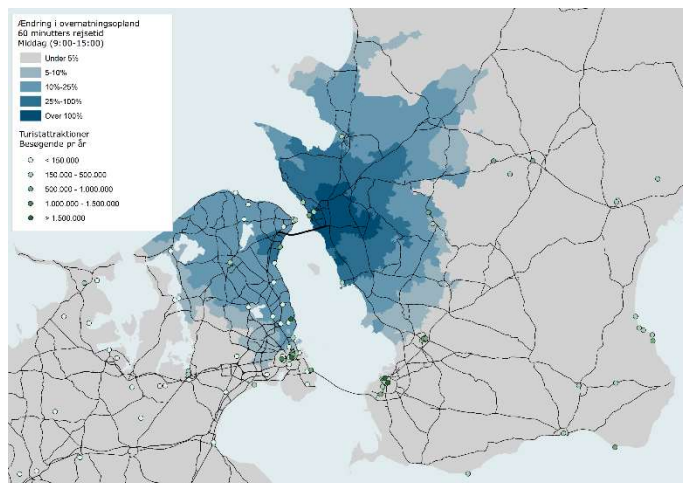 Ændring i overnatningsopland
60 minutters rejsetid
Middag (9:00-15:00)
Under 5%
5-10%
10%-25%
25%-100%
Over 100%
Turistattraktioner
Besøgende pr år
< 150.000
150.000 - 500.000
500.000 - 1.000.000
1.000.000 - 1.500.000
> 1.500.000